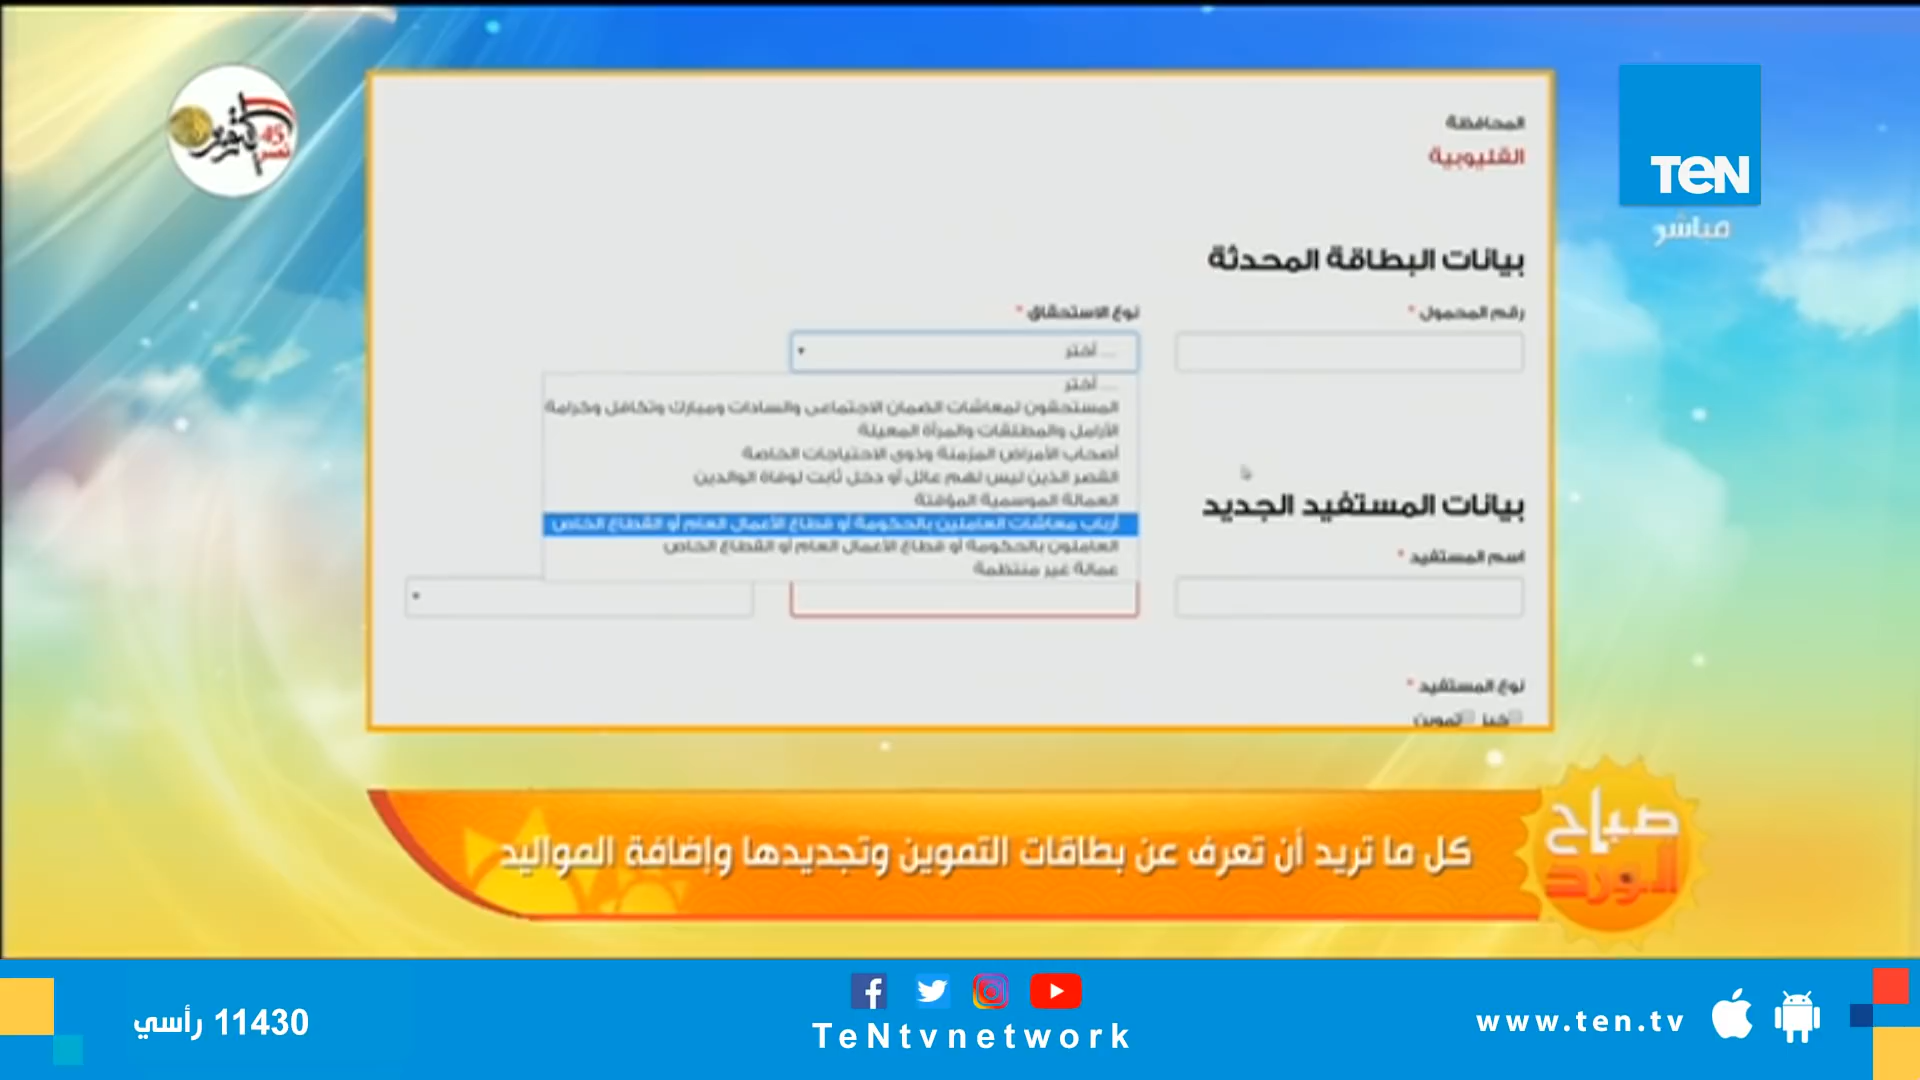 المحافظة
القليوبية
TeN
مباشر
بيانات البطاقة المحدثة
رقم المحمول *
نوع الاستحقاق *
.... أختر
.... أختر
المستحقون لمعاشات الضمان الاجتماعى والسادات ومبارك وتكافل وكرامة
الأرامل والمطلقات والمرأة المعيلة
أصحاب الأمراض المزمنة وذوى الاحتياجات الخاصة
القصر الذين ليس لهم عائل أو دخل ثابت لوفاة الوالدين
العمالة الموسمية المؤقتة
أرباب معاشات العاملين بالحكومة أو قطاع الأعمال العام أو القطاع الخاص
العاملون بالحكومة أو قطاع الأعمال العام أو القطاع الخاص
عمالة غير منتظمة
بيانات المستفيد الجديد
اسم المستفيد *
نوع المستفيد *
خبز تموين
صباح الورد
كل ما تريد أن تعرف عن بطاقات التموين وتجديدها وإضافة المواليد
11430 رأسي
TeNtvnetwork
www.ten.tv